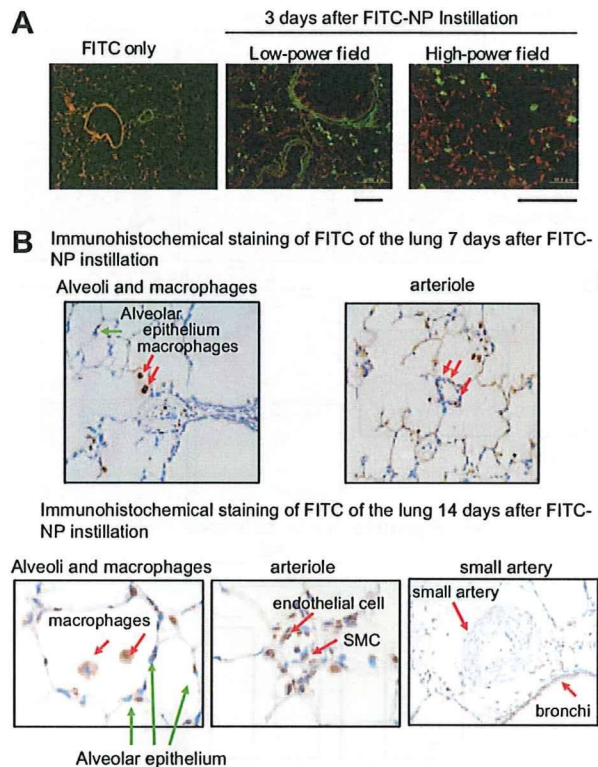 A
3 days after FITC-NP Instillation
FITC only
Low-power field
High-power field
B
Immunohistochemical staining of FITC of the lung 7 days after FITC-
NP instillation
Alveoli and macrophages
arteriole
Alveolar
epithelium
macrophages
Immunohistochemical staining of FITC of the lung 14 days after FITC-
NP instillation
Alveoli and macrophages
arteriole
small artery
macrophages
endothelial cell
SMC
small artery
bronchi
Alveolar epithelium